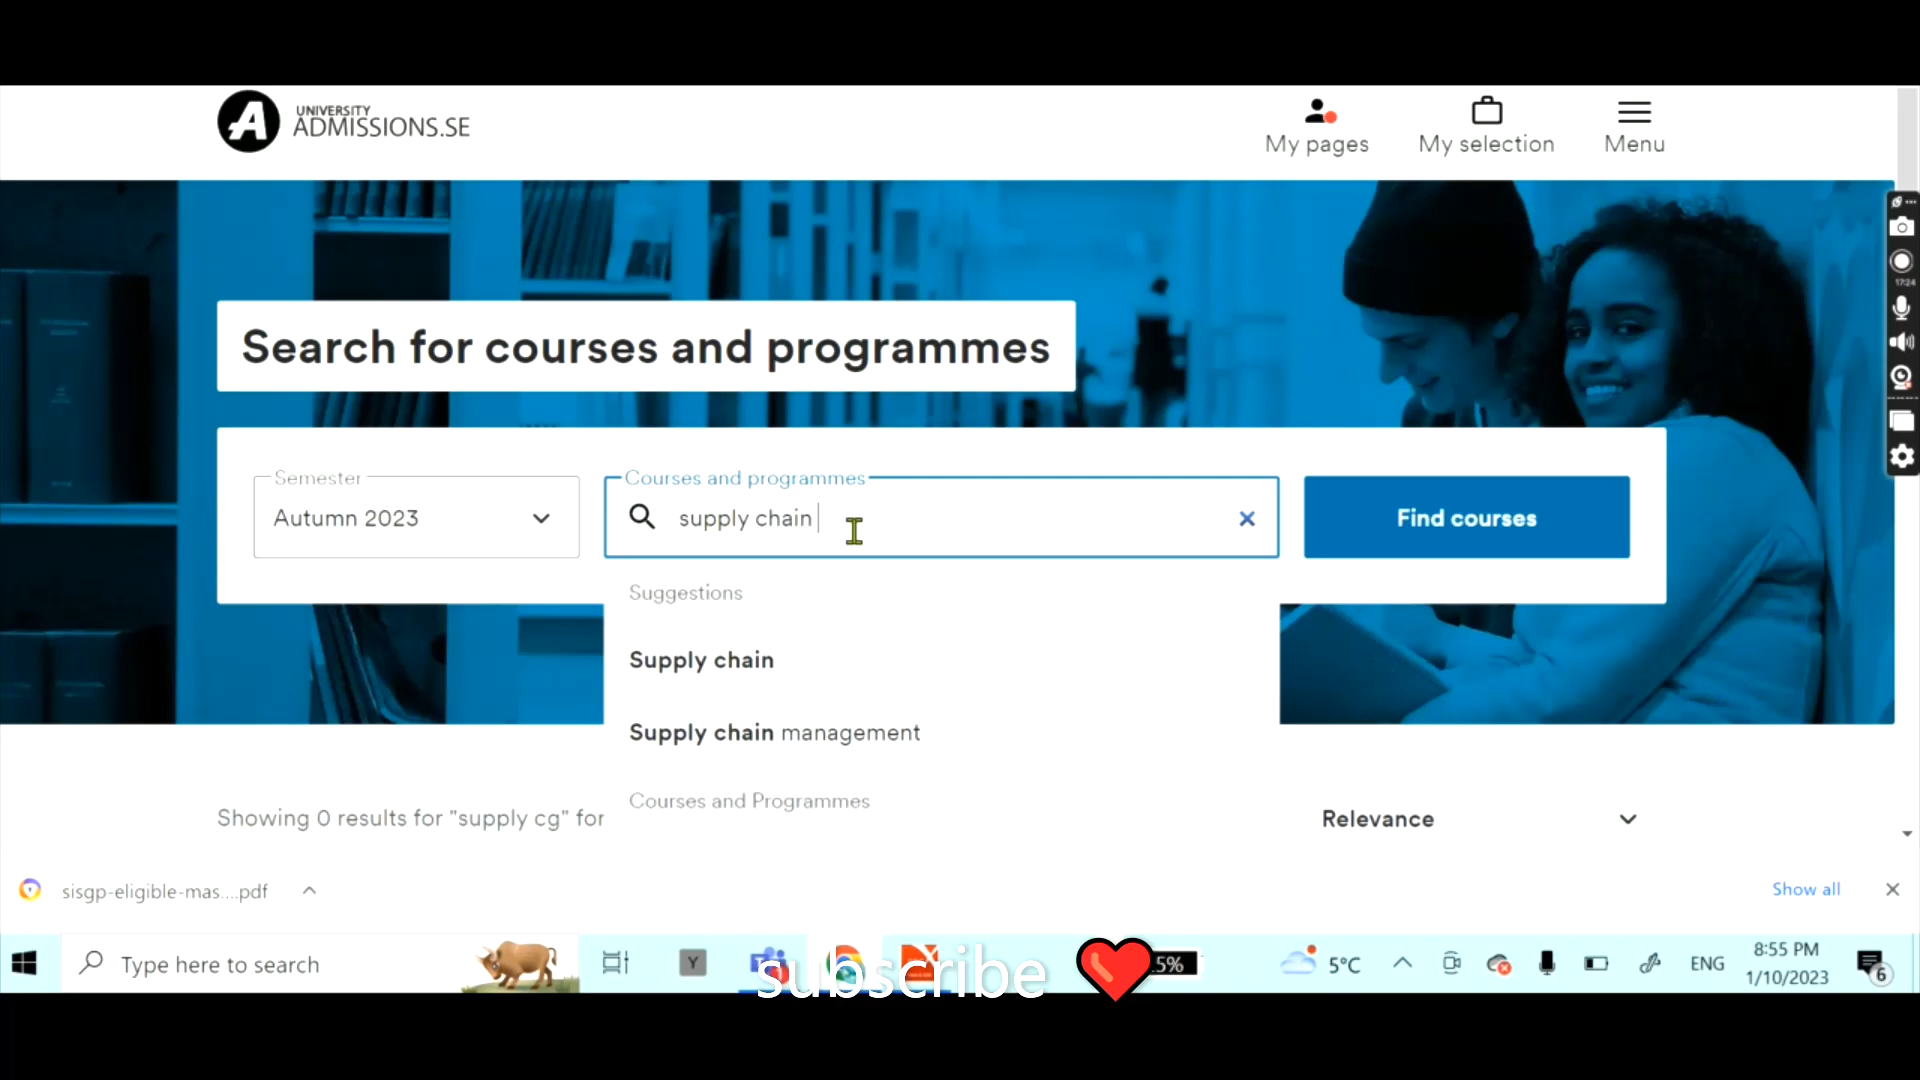 UNIVERSITY
ADMISSIONS.SE
My pages
My selection
Menu
17:24
Search for courses and programmes
Semester
Autumn 2023
Courses and programmes
supply chain
Find courses
Suggestions
Supply chain
Supply chain management
Courses and Programmes
Showing 0 results for "supply cg" for
Relevance
sisgp-eligible-mas....pdf
Show all
Type here to search
Y
subscribe
5%
5°C
ENG
8:55 PM
1/10/2023
6